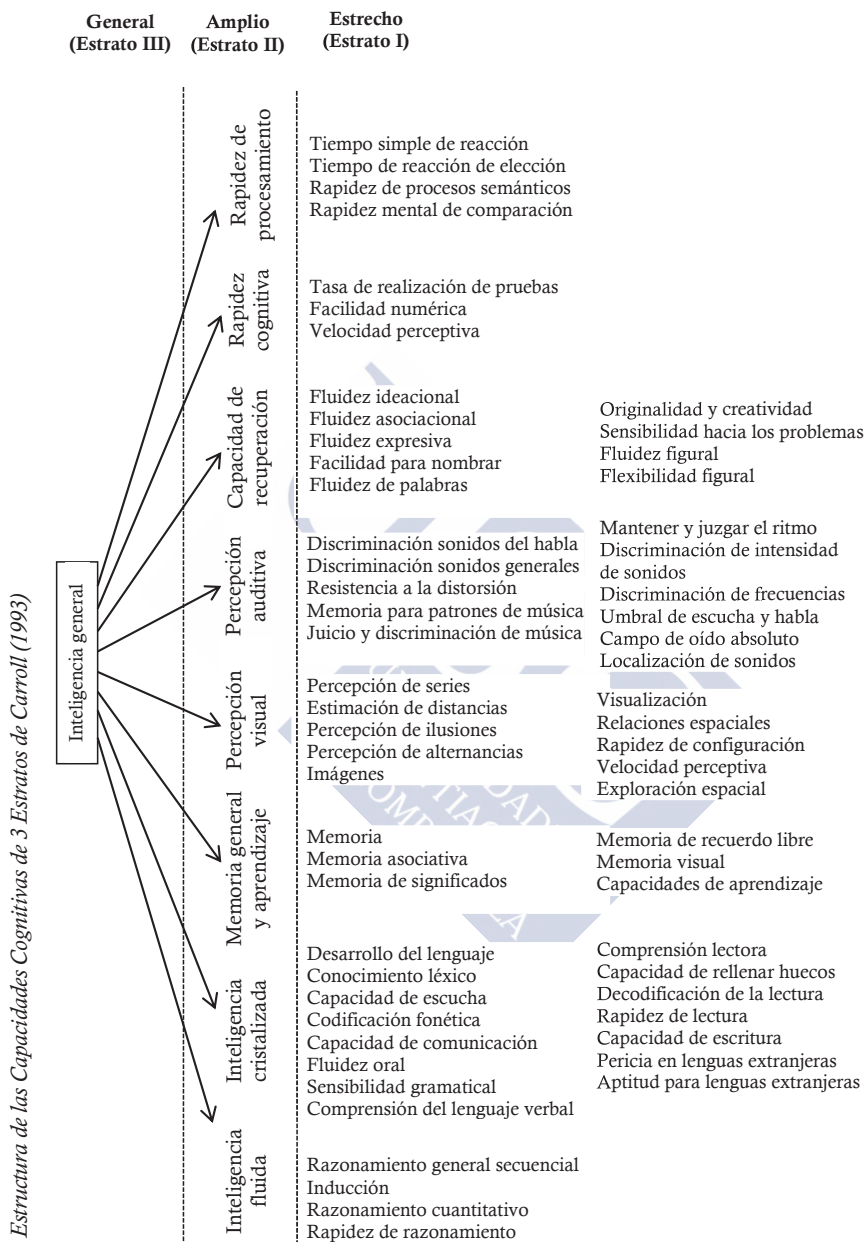 Estructura de las Capacidades Cognitivas de 3 Estratos de Carroll (1993)
General
(Estrato III)
Amplio
(Estrato II)
Estrecho
(Estrato I)
Inteligencia general
Rapidez de
procesamiento
Tiempo simple de reacción
Tiempo de reacción de elección
Rapidez de procesos semánticos
Rapidez mental de comparación
Rapidez
cognitiva
Tasa de realización de pruebas
Facilidad numérica
Velocidad perceptiva
Capacidad de
recuperación
Fluidez ideacional
Fluidez asociacional
Fluidez expresiva
Facilidad para nombrar
Fluidez de palabras
Originalidad y creatividad
Sensibilidad hacia los problemas
Fluidez figural
Flexibilidad figural
Percepción
auditiva
Discriminación sonidos del habla
Discriminación sonidos generales
Resistencia a la distorsión
Memoria para patrones de música
Juicio y discriminación de música
Mantener y juzgar el ritmo
Discriminación de intensidad
de sonidos
Discriminación de frecuencias
Umbral de escucha y habla
Campo de oído absoluto
Localización de sonidos
Percepción
visual
Percepción de series
Estimación de distancias
Percepción de ilusiones
Percepción de alternancias
Imágenes
Visualización
Relaciones espaciales
Rapidez de configuración
Velocidad perceptiva
Exploración espacial
Memoria general
y aprendizaje
Memoria
Memoria asociativa
Memoria de significados
Memoria de recuerdo libre
Memoria visual
Capacidades de aprendizaje
Inteligencia
cristalizada
Desarrollo del lenguaje
Conocimiento léxico
Capacidad de escucha
Codificación fonética
Capacidad de comunicación
Fluidez oral
Sensibilidad gramatical
Comprensión del lenguaje verbal
Comprensión lectora
Capacidad de rellenar huecos
Decodificación de la lectura
Rapidez de lectura
Capacidad de escritura
Pericia en lenguas extranjeras
Aptitud para lenguas extranjeras
Inteligencia
fluida
Razonamiento general secuencial
Inducción
Razonamiento cuantitativo
Rapidez de razonamiento